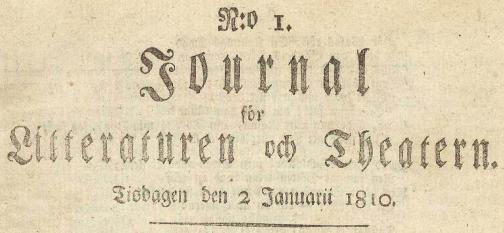 N:o 1.
Journal
för
Litteraturen och Theatern.
Tisdagen den 2 Januarii 1810.